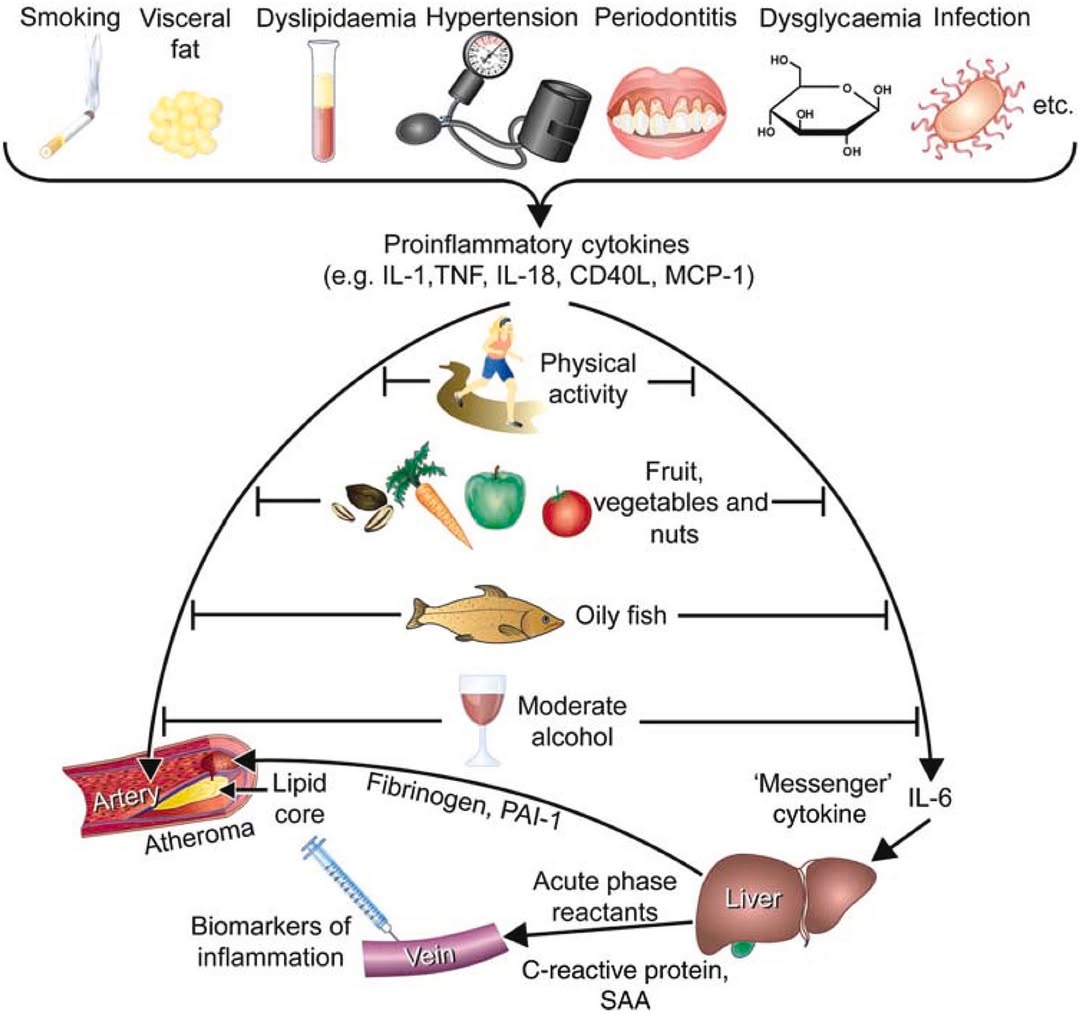 Smoking
Visceral
fat
Dyslipidaemia
Hypertension
Periodontitis
Dysglycaemia
Infection
HO
O
OH
OH
HO
OH
etc.
Proinflammatory cytokines
(e.g. IL-1,TNF, IL-18, CD40L, MCP-1)
Physical
activity
Fruit,
vegetables and
nuts
Oily fish
Moderate
alcohol
Artery
Lipid
core
Atheroma
Fibrinogen, PAI-1
‘Messenger’
cytokine
IL-6
Liver
Acute phase
reactants
Biomarkers of
inflammation
Vein
C-reactive protein,
SAA